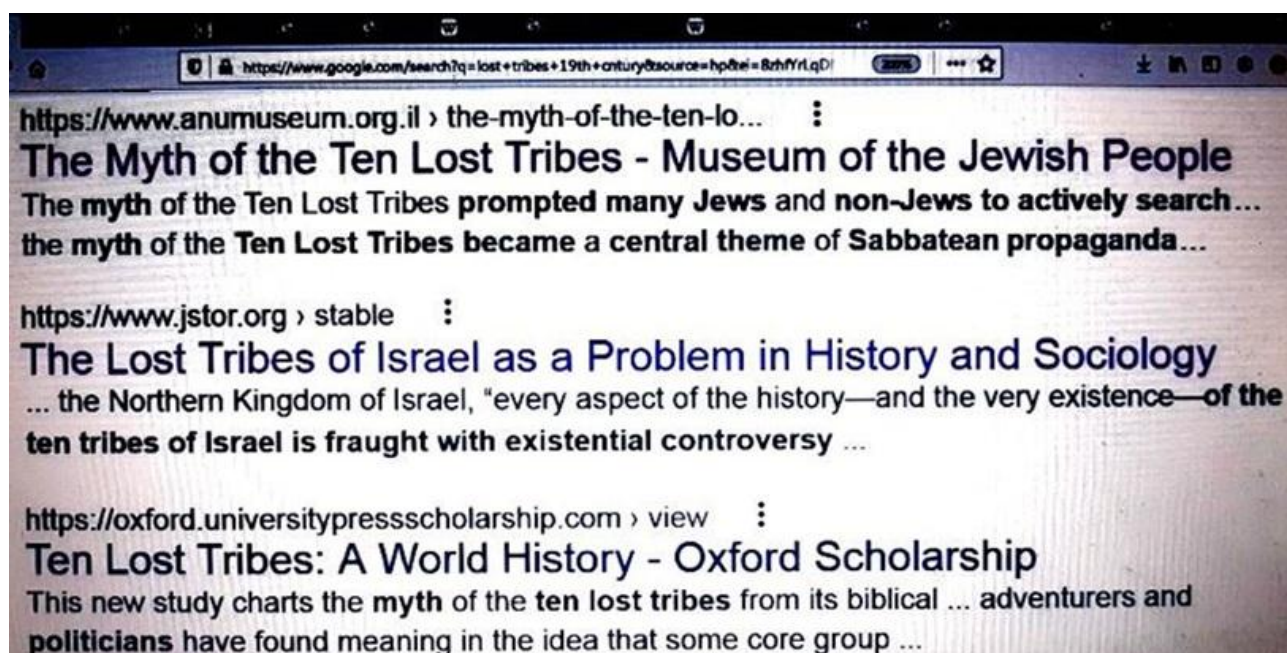 https://www.google.com/search?q=lost+tribes+19th+cntury&source=hp&ei=8zhfYrLqD
https://www.anumuseum.org.il › the-myth-of-the-ten-lo...
The Myth of the Ten Lost Tribes - Museum of the Jewish People
The myth of the Ten Lost Tribes prompted many Jews and non-Jews to actively search...
the myth of the Ten Lost Tribes became a central theme of Sabbatean propaganda...
https://www.jstor.org › stable
The Lost Tribes of Israel as a Problem in History and Sociology
... the Northern Kingdom of Israel, “every aspect of the history—and the very existence—of the
ten tribes of Israel is fraught with existential controversy ...
https://oxford.universitypressscholarship.com › view
Ten Lost Tribes: A World History - Oxford Scholarship
This new study charts the myth of the ten lost tribes from its biblical ... adventurers and
politicians have found meaning in the idea that some core group ...